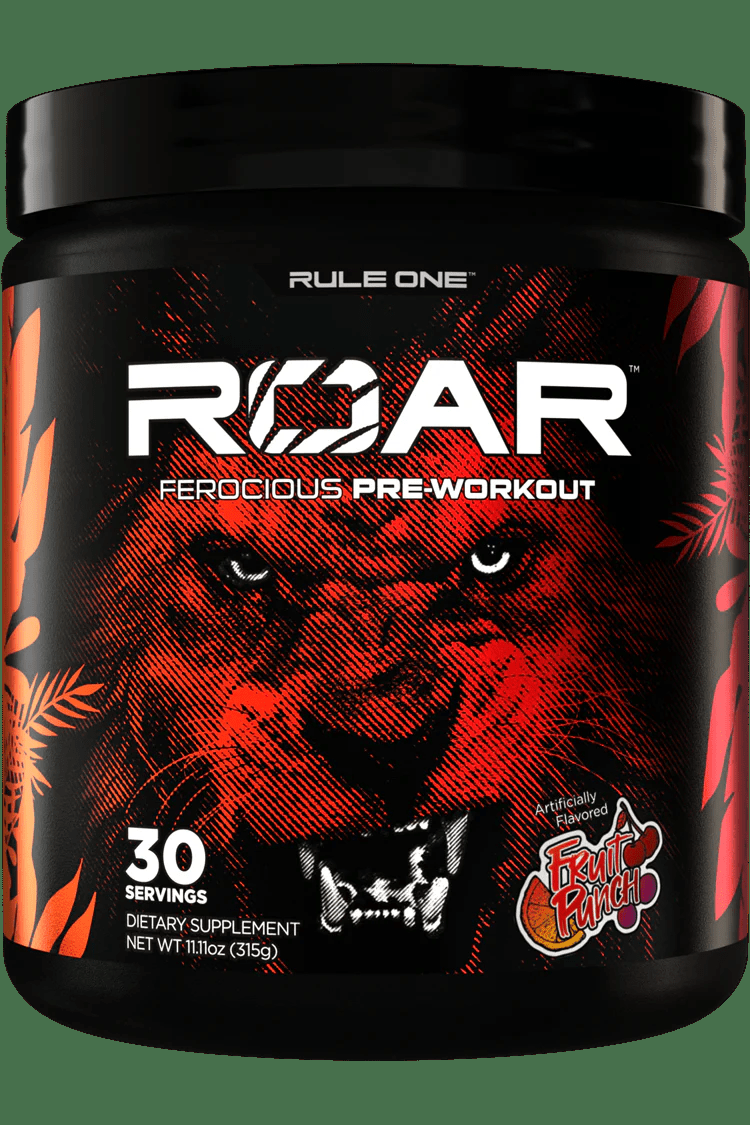 RULE ONE™
ROAR™
FEROCIOUS PRE-WORKOUT
Artificially
Flavored
Fruit
Punch
30
SERVINGS
DIETARY SUPPLEMENT
NET WT 11.11oz (315g)